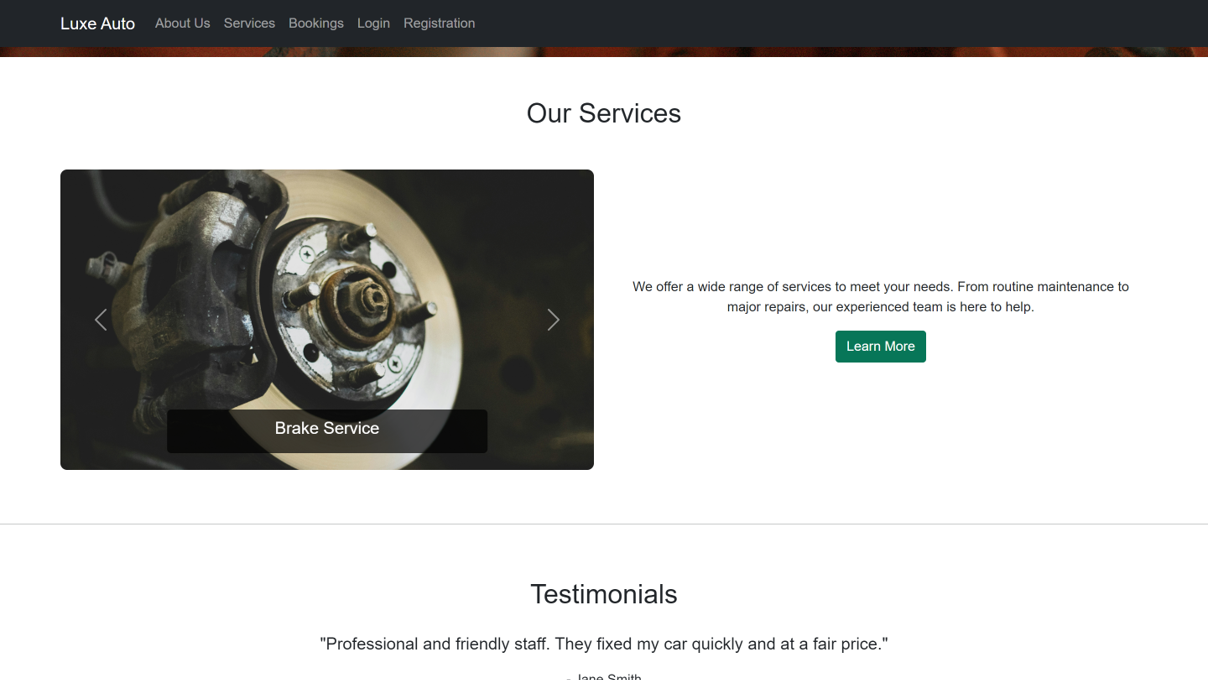 Luxe Auto About Us Services Bookings Login Registration
Our Services
Brake Service
We offer a wide range of services to meet your needs. From routine maintenance to
major repairs, our experienced team is here to help.
Learn More
Testimonials
"Professional and friendly staff. They fixed my car quickly and at a fair price."
- Jane Smith